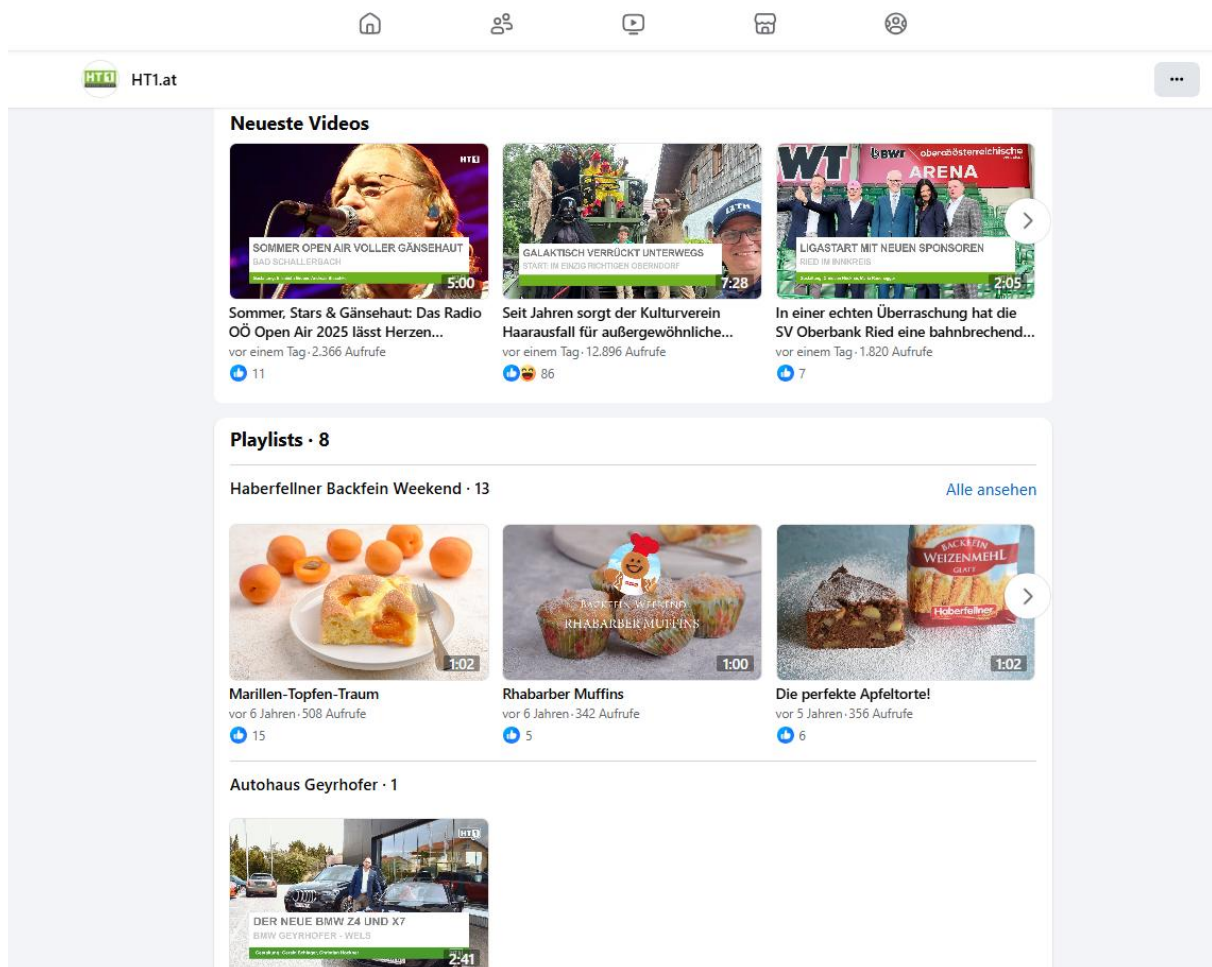 HT1
HT1.at
...
Neueste Videos
HT1
SOMMER OPEN AIR VOLLER GÄNSEHAUT
BAD SCHALLERBACH
5:00
GALAKTISCH VERRÜCKT UNTERWEGS
START: IM EINZIG RICHTIGEN OBERNDORF
7:28
WT
BWT oberösterreichische
ARENA
LIGASTART MIT NEUEN SPONSOREN
RIED IM INNKREIS
2:05
Sommer, Stars & Gänsehaut: Das Radio
OÖ Open Air 2025 lässt Herzen...
vor einem Tag · 2.366 Aufrufe
11
Seit Jahren sorgt der Kulturverein
Haarausfall für außergewöhnliche...
vor einem Tag · 12.896 Aufrufe
86
In einer echten Überraschung hat die
SV Oberbank Ried eine bahnbrechend...
vor einem Tag · 1.820 Aufrufe
7
Playlists · 8
Haberfellner Backfein Weekend · 13
Alle ansehen
1:02
BACKFEIN WEEKEND
RHABARBER MUFFINS
1:00
BACKFEIN
WEIZENMEHL
GLATT
Haberfellner
1:02
Marillen-Topfen-Traum
vor 6 Jahren · 508 Aufrufe
15
Rhabarber Muffins
vor 6 Jahren · 342 Aufrufe
5
Die perfekte Apfeltorte!
vor 5 Jahren · 356 Aufrufe
6
Autohaus Geyrhofer · 1
HT1
DER NEUE BMW Z4 UND X7
BMW GEYRHOFER - WELS
2:41